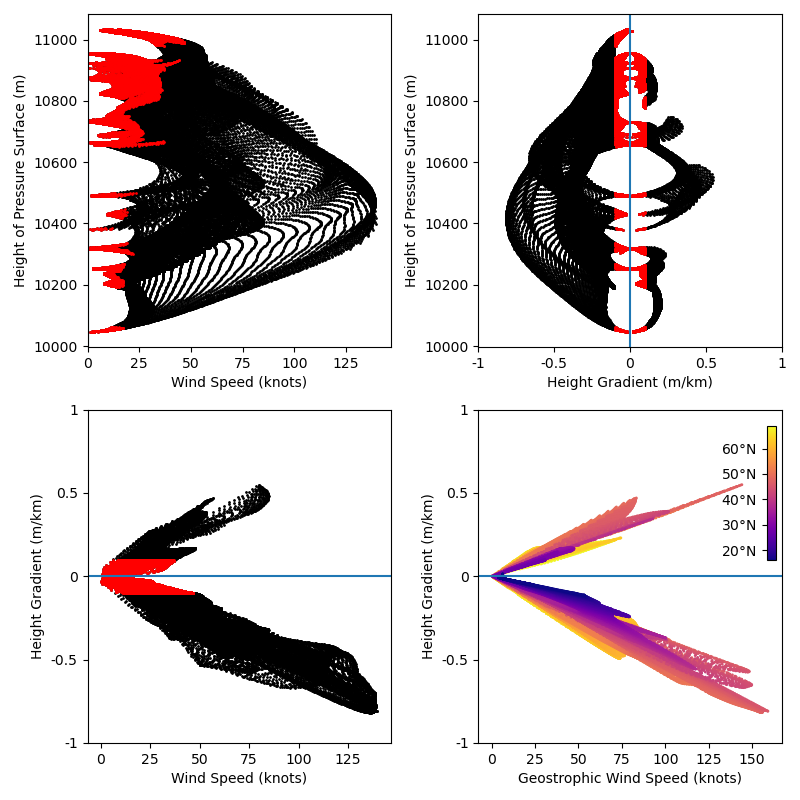 11000
10800
10600
10400
10200
10000
Height of Pressure Surface (m)
0 25 50 75 100 125
Wind Speed (knots)
11000
10800
10600
10400
10200
10000
Height of Pressure Surface (m)
-1 -0.5 0 0.5 1
Height Gradient (m/km)
1
0.5
0
-0.5
-1
Height Gradient (m/km)
0 25 50 75 100 125
Wind Speed (knots)
1
0.5
0
-0.5
-1
Height Gradient (m/km)
60°N
50°N
40°N
30°N
20°N
0 25 50 75 100 125 150
Geostrophic Wind Speed (knots)